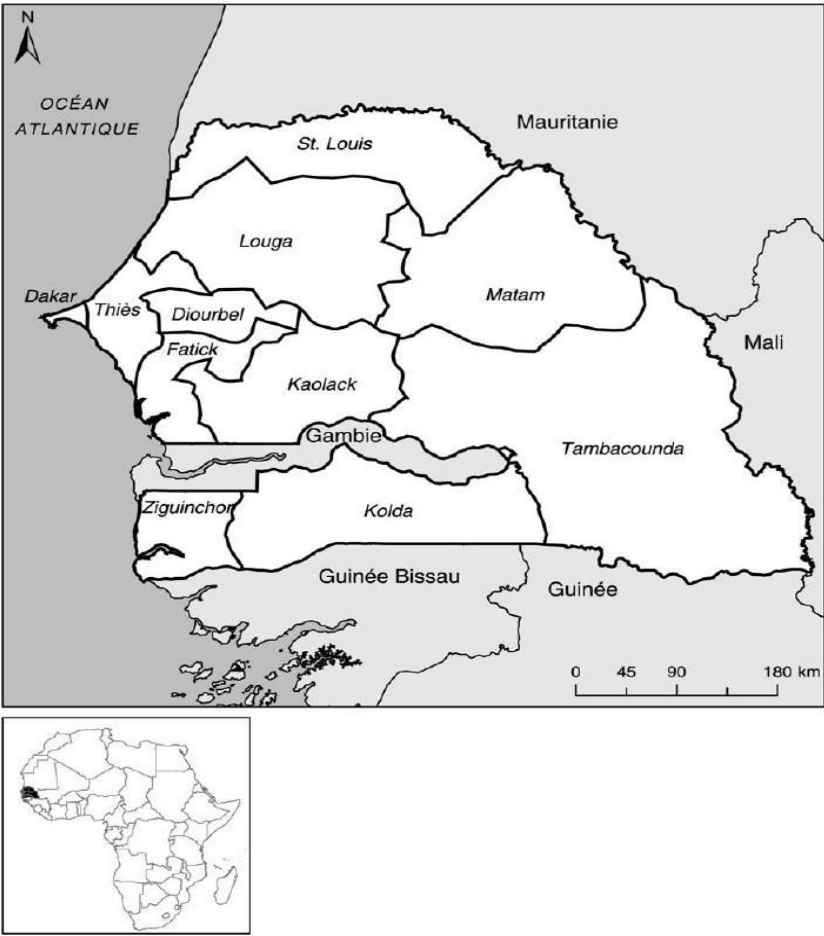 N
OCÉAN
ATLANTIQUE
Mauritanie
St. Louis
Louga
Matam
Dakar
Thiès
Diourbel
Fatick
Mali
Kaolack
Gambie
Tambacounda
Ziguinchor
Kolda
Guinée Bissau
Guinée
0 45 90 180 km